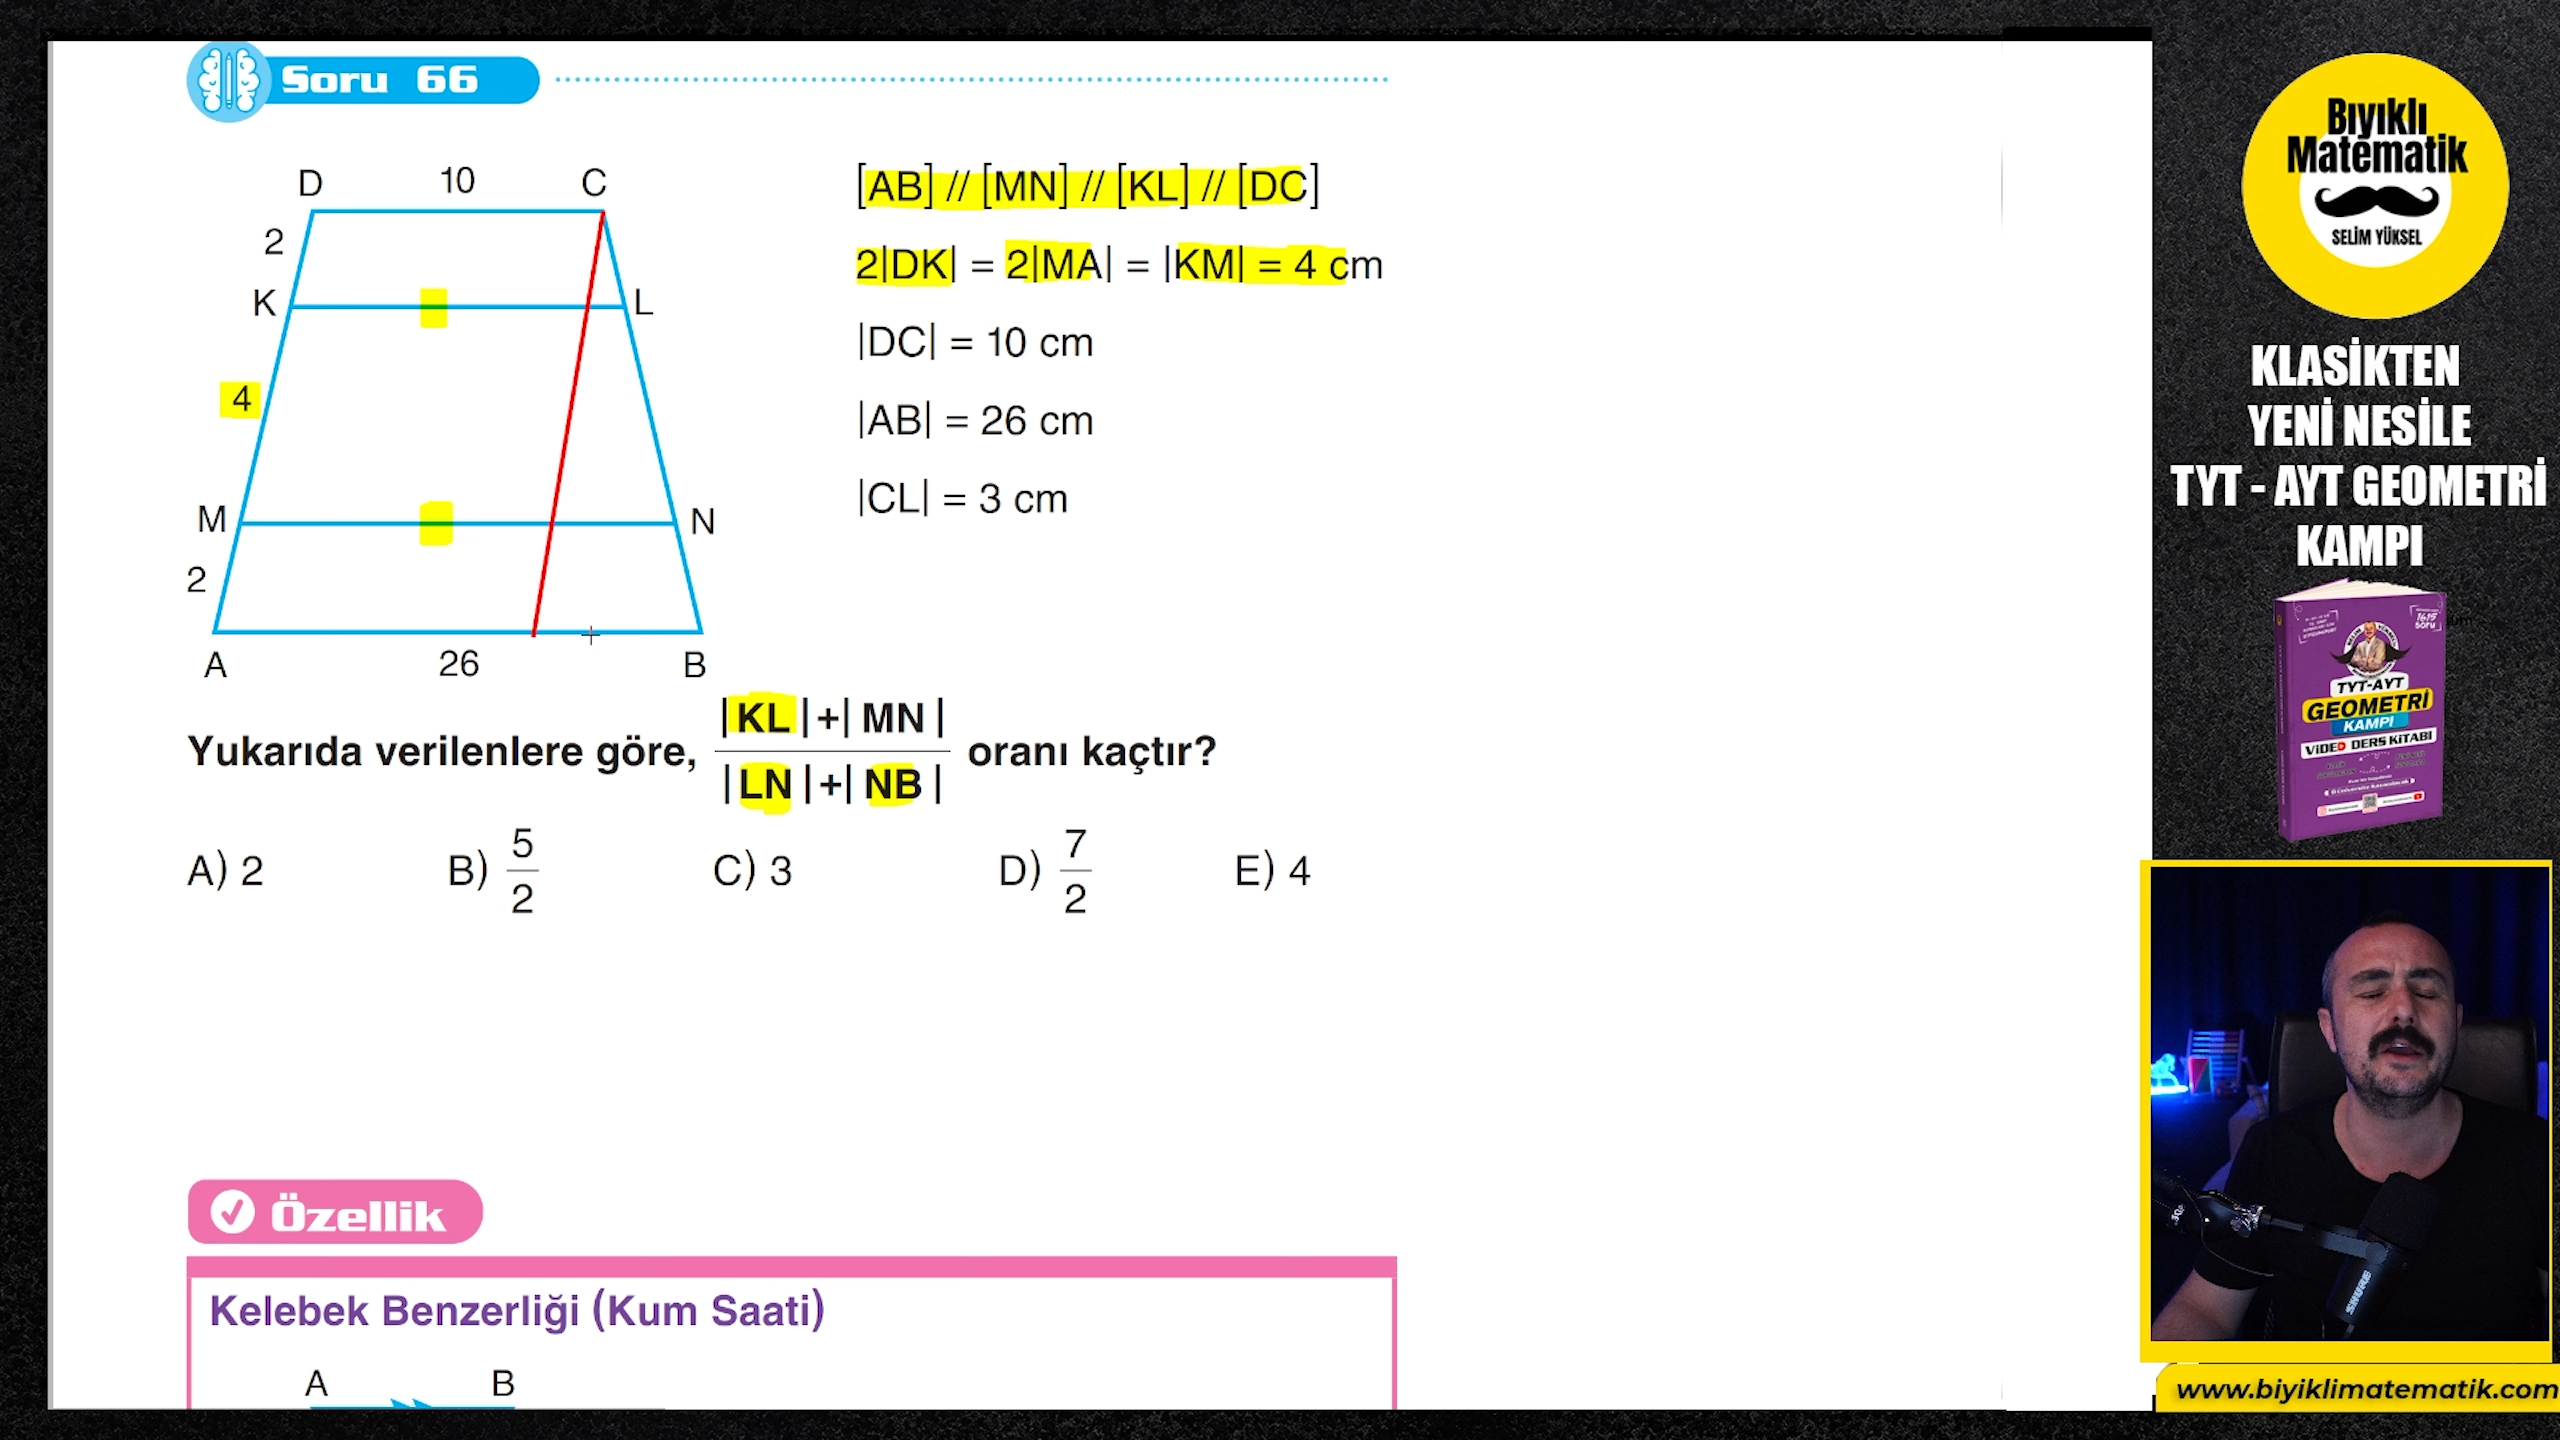 Soru 66
D 10 C
2
K L
4
M N
2
A 26 B
[AB] // [MN] // [KL] // [DC]
2|DK| = 2|MA| = |KM| = 4 cm
|DC| = 10 cm
|AB| = 26 cm
|CL| = 3 cm
|KL|+|MN|
Yukarıda verilenlere göre, oranı kaçtır?
|LN|+|NB|
A) 2 B) 5/2 C) 3 D) 7/2 E) 4
Özellik
Kelebek Benzerliği (Kum Saati)
A B
Bıyıklı
Matematik
SELİM YÜKSEL
KLASİKTEN
YENİ NESİLE
TYT - AYT GEOMETRİ
KAMPI
1615
soru
TYT-AYT
GEOMETRİ
KAMPI
VİDEO DERS KİTABI
SHURE
www.biyiklimatematik.com